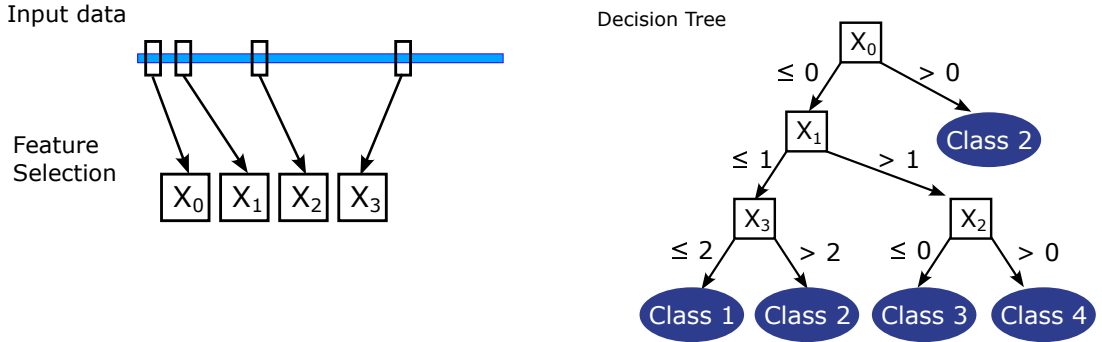 Input data
Feature
Selection
X₀ X₁ X₂ X₃
Decision Tree
X₀
≤ 0 > 0
X₁ Class 2
≤ 1 > 1
X₃ X₂
≤ 2 > 2 ≤ 0 > 0
Class 1 Class 2 Class 3 Class 4